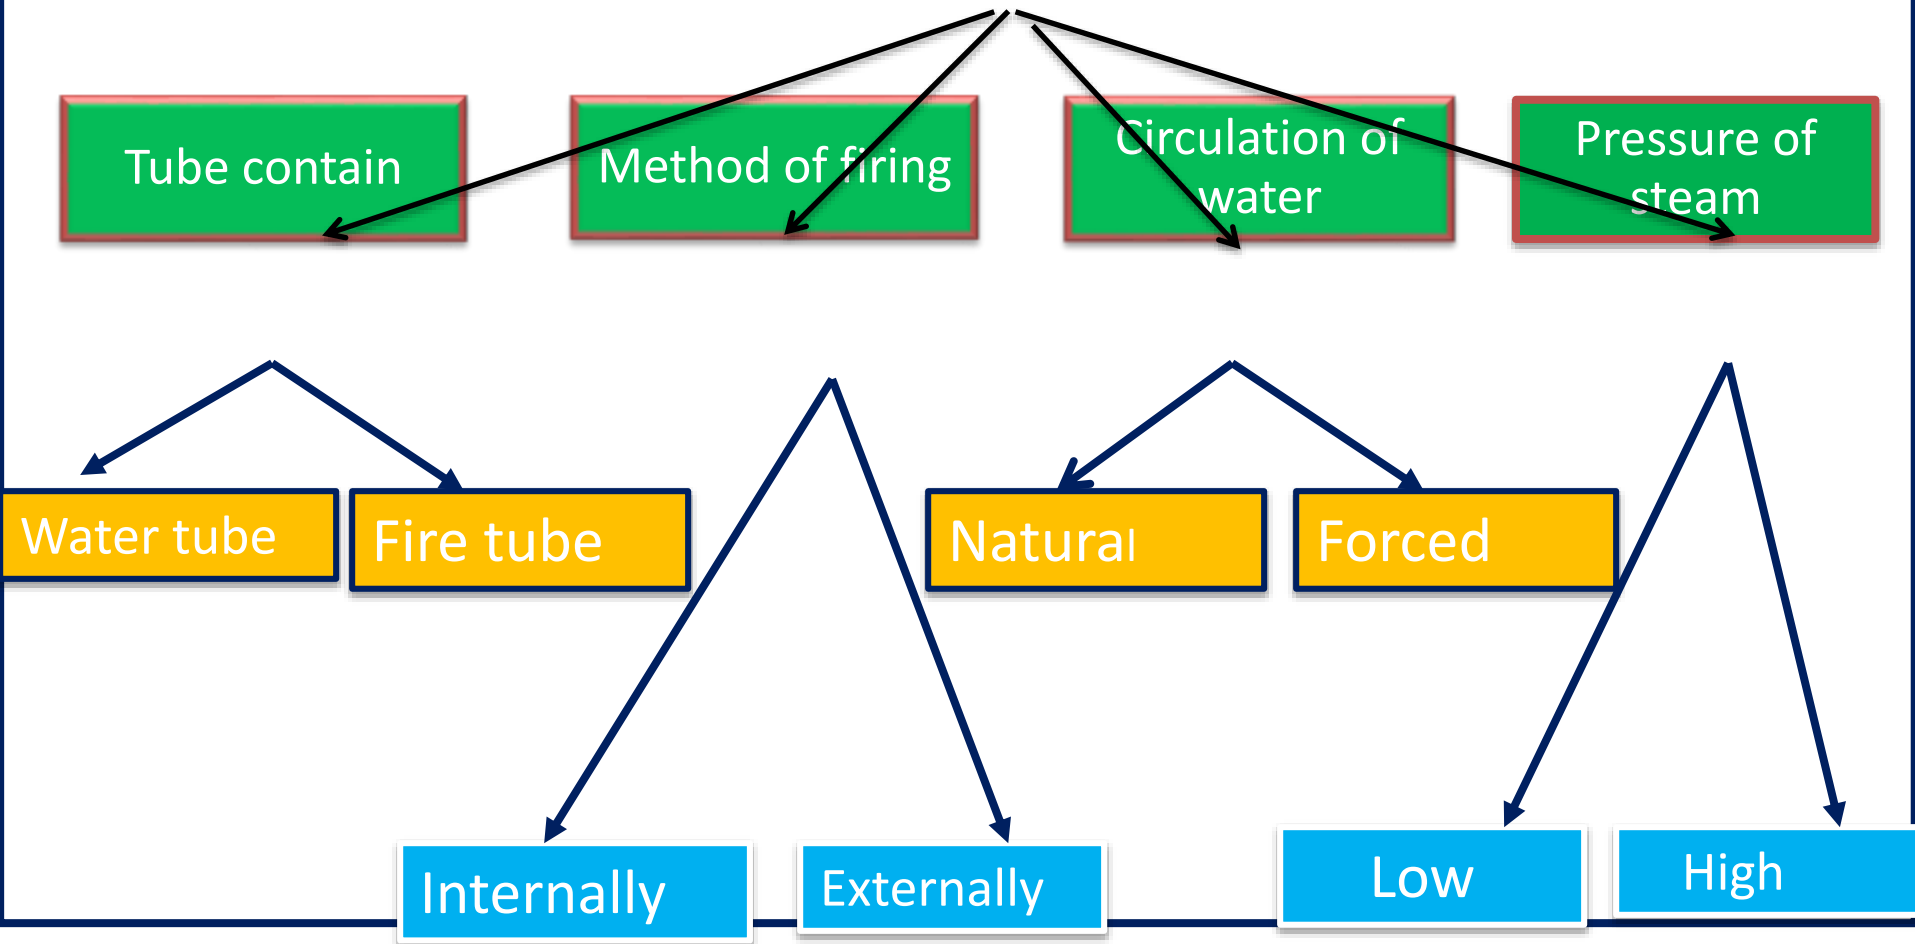 Tube contain
Method of firing
Circulation of
water
Pressure of
steam
Water tube
Fire tube
Natural
Forced
Internally
Externally
Low
High